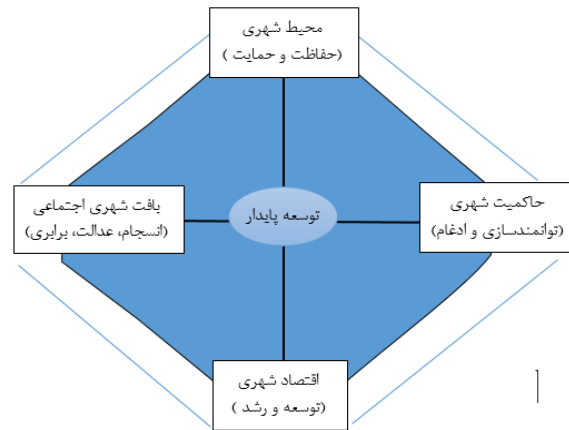 محیط شهری
(حفاظت و حمایت )
حاکمیت شهری
(توانمندسازی و ادغام)
توسعه پایدار
بافت شهری اجتماعی
(انسجام، عدالت، برابری)
اقتصاد شهری
(توسعه و رشد )